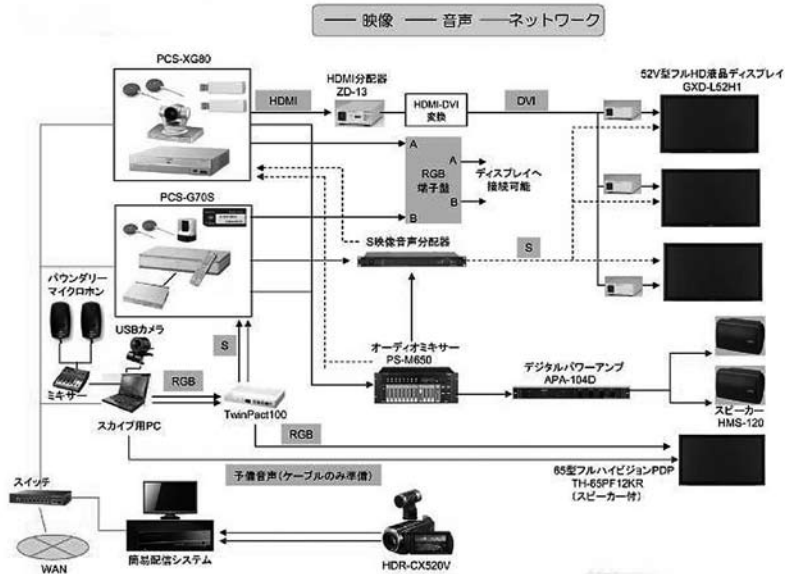 映像 音声 ネットワーク
PCS-XG80
HDMI
HDMI分配器
ZD-13
HDMI-DVI
変換
DVI
52V型フルHD液晶ディスプレイ
GXD-L52H1
A
B
RGB
端子盤
A
B
ディスプレイへ
接続可能
PCS-G70S
S映像音声分配器
S
バウンダリー
マイクロホン
USBカメラ
S
RGB
ミキサー
スカイプ用PC
TwinPact100
オーディオミキサー
PS-M650
デジタルパワーアンプ
APA-104D
スピーカー
HMS-120
RGB
予備音声(ケーブルのみ準備)
65型フルハイビジョンPDP
TH-65PF12KR
(スピーカー付)
スイッチ
WAN
簡易配信システム
HDR-CX520V